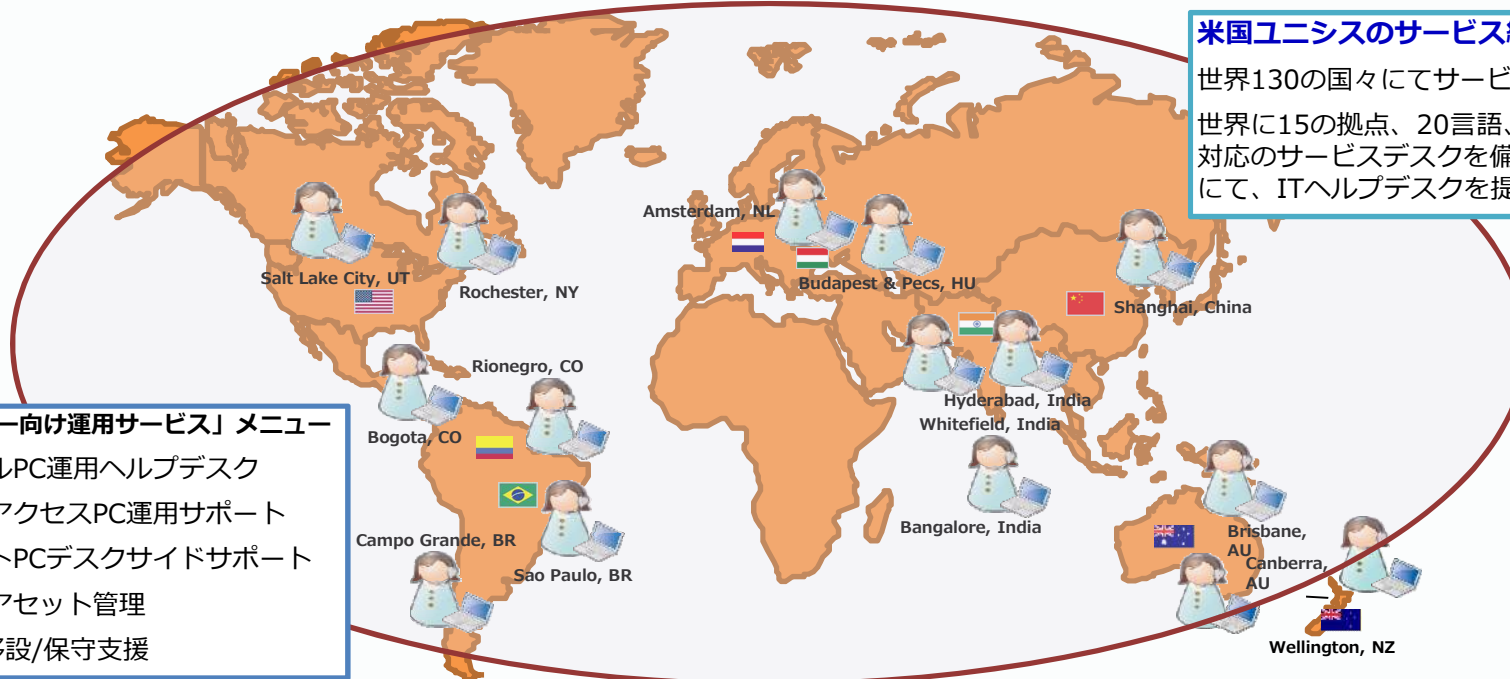 米国ユニシスのサービス
世界130の国々にてサービ
世界に15の拠点、20言語、
対応のサービスデスクを備
にて、ITヘルプデスクを提
Amsterdam, NL
Salt Lake City, UT
Rochester, NY
Budapest & Pecs, HU
Shanghai, China
Rionegro, CO
Hyderabad, India
Whitefield, India
Bogota, CO
ー向け運用サービス」メニュー
ルPC運用ヘルプデスク
アクセスPC運用サポート
トPCデスクサイドサポート
アセット管理
移設/保守支援
Bangalore, India
Campo Grande, BR
Sao Paulo, BR
Brisbane,
AU
Canberra,
AU
Wellington, NZ